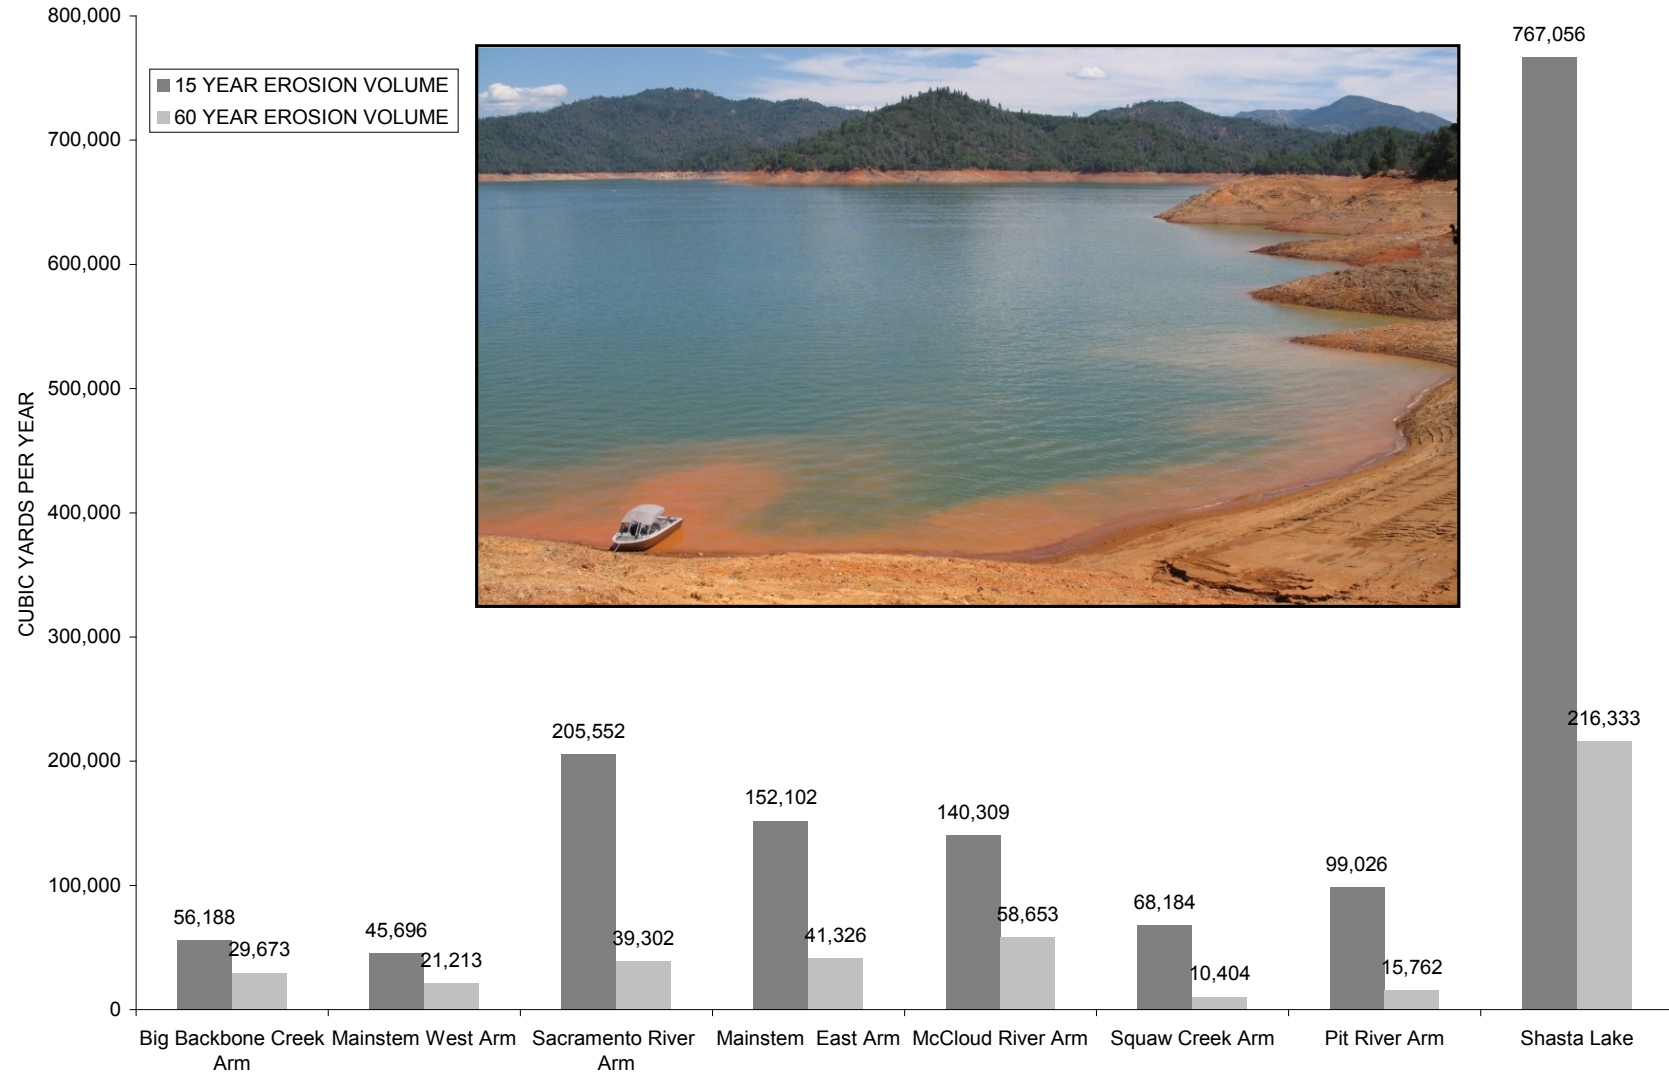 800,000
700,000
600,000
500,000
400,000
300,000
200,000
100,000
0
CUBIC YARDS PER YEAR
15 YEAR EROSION VOLUME
60 YEAR EROSION VOLUME
56,188
29,673
45,696
21,213
205,552
39,302
152,102
41,326
140,309
58,653
68,184
10,404
99,026
15,762
767,056
216,333
Big Backbone Creek
Arm
Mainstem West Arm
Sacramento River
Arm
Mainstem East Arm
McCloud River Arm
Squaw Creek Arm
Pit River Arm
Shasta Lake